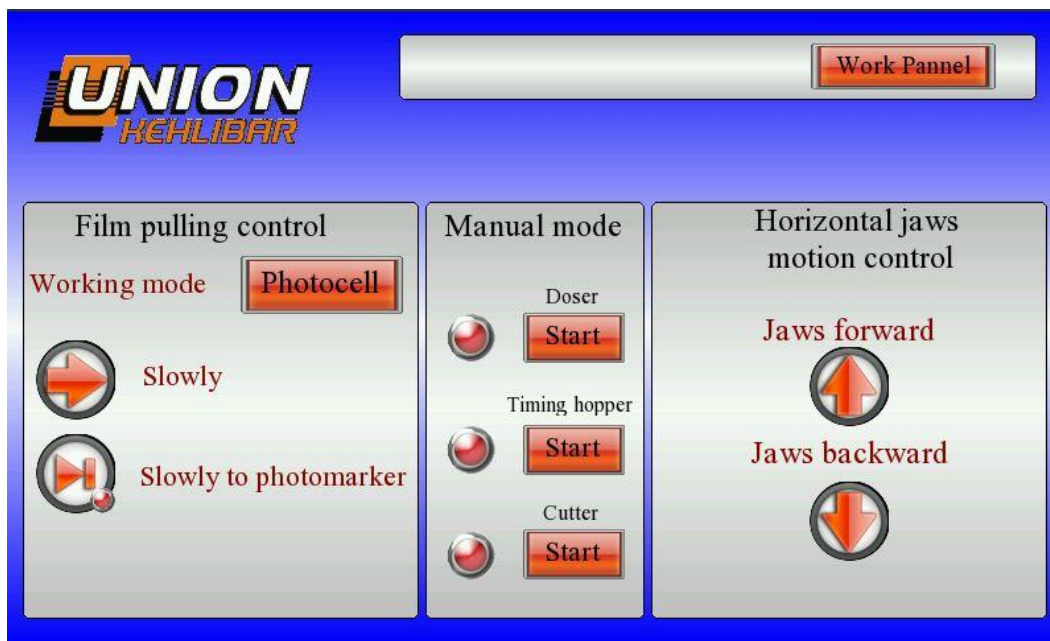 UNION
KEHLIBAR
Work Pannel
Film pulling control
Working mode
Photocell
Slowly
Slowly to photomarker
Manual mode
Doser
Start
Timing hopper
Start
Cutter
Start
Horizontal jaws
motion control
Jaws forward
Jaws backward